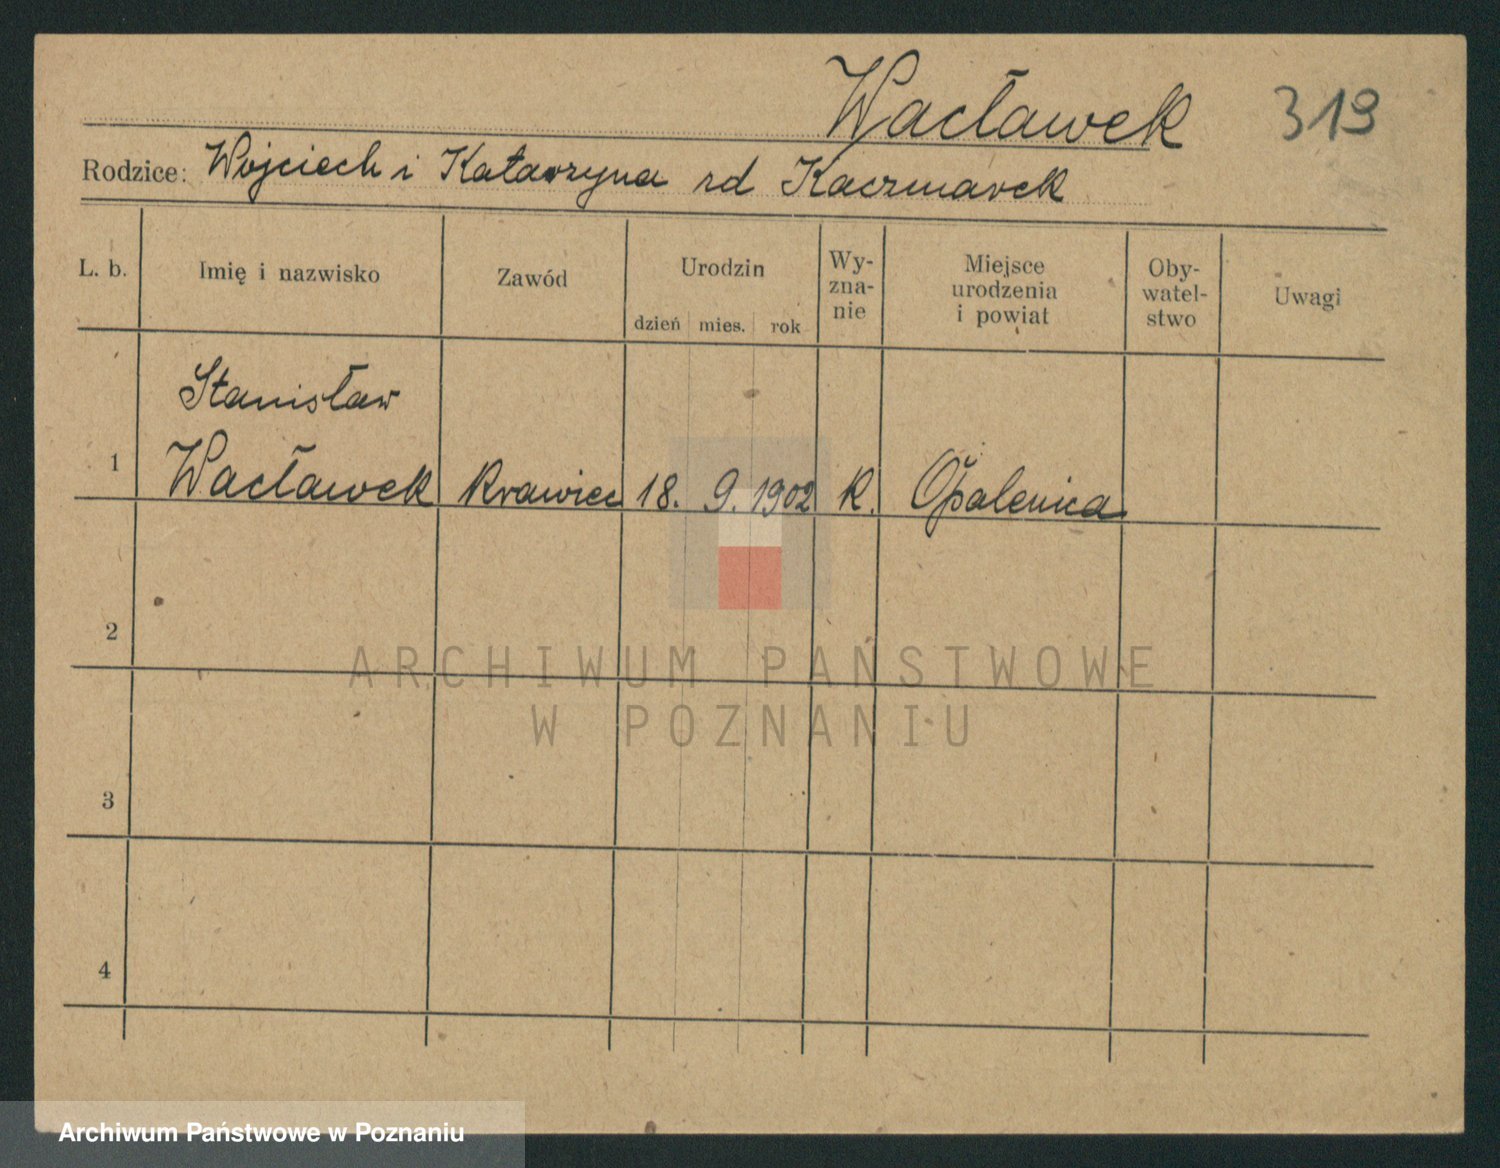 Wacławek 319
Rodzice: Wojciech i Katarzyna rd Kaczmarek
L. b. Imię i nazwisko Zawód Urodzin dzień mies. rok Wy-zna-nie Miejsce urodzenia i powiat Oby-watel-stwo Uwagi
Stanisław
1 Wacławek Krawiec 18. 9. 1902 K. Opalenica
2
ARCHIWUM PAŃSTWOWE
W POZNANIU
3
4
Archiwum Państwowe w Poznaniu